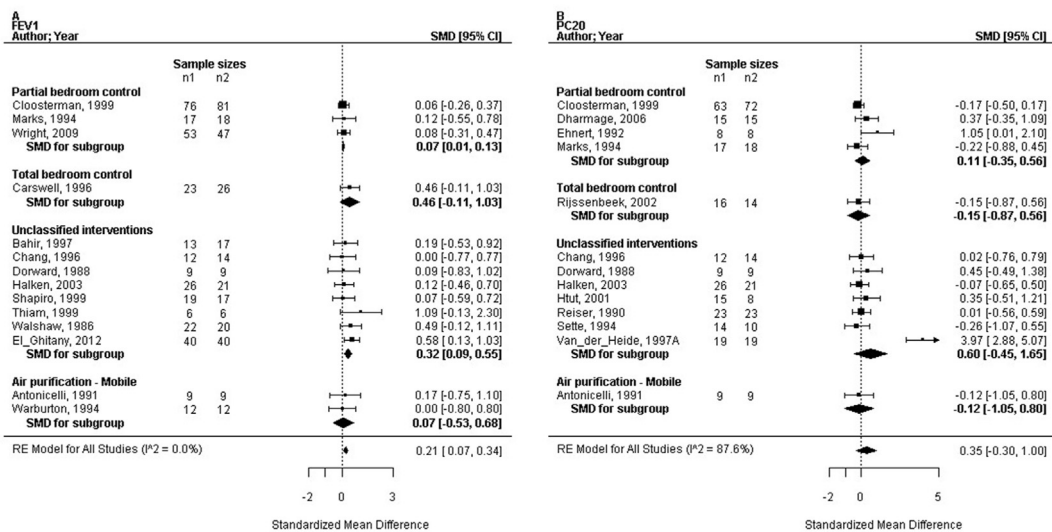 A
FEV1
Author; Year SMD [95% CI]
Sample sizes
n1 n2
Partial bedroom control
Cloosterman, 1999 76 81 0.06 [-0.26, 0.37]
Marks, 1994 17 18 0.12 [-0.55, 0.78]
Wright, 2009 53 47 0.08 [-0.31, 0.47]
SMD for subgroup 0.07 [0.01, 0.13]
Total bedroom control
Carswell, 1996 23 26 0.46 [-0.11, 1.03]
SMD for subgroup 0.46 [-0.11, 1.03]
Unclassified interventions
Bahir, 1997 13 17 0.19 [-0.53, 0.92]
Chang, 1996 12 14 0.00 [-0.77, 0.77]
Dorward, 1988 9 9 0.09 [-0.83, 1.02]
Halken, 2003 26 21 0.12 [-0.46, 0.70]
Shapiro, 1999 19 17 0.07 [-0.59, 0.72]
Thiam, 1999 6 6 1.09 [-0.13, 2.30]
Walshaw, 1986 22 20 0.49 [-0.12, 1.11]
El_Ghitany, 2012 40 40 0.58 [0.13, 1.03]
SMD for subgroup 0.32 [0.09, 0.55]
Air purification - Mobile
Antonicelli, 1991 9 9 0.17 [-0.75, 1.10]
Warburton, 1994 12 12 0.00 [-0.80, 0.80]
SMD for subgroup 0.07 [-0.53, 0.68]
RE Model for All Studies (I^2 = 0.0%) 0.21 [ 0.07, 0.34]
-2 0 3
Standardized Mean Difference
B
PC20
Author; Year SMD [95% CI]
Sample sizes
n1 n2
Partial bedroom control
Cloosterman, 1999 63 72 -0.17 [-0.50, 0.17]
Dharmage, 2006 15 15 0.37 [-0.35, 1.09]
Ehnert, 1992 8 8 1.05 [0.01, 2.10]
Marks, 1994 17 18 -0.22 [-0.88, 0.45]
SMD for subgroup 0.11 [-0.35, 0.56]
Total bedroom control
Rijssenbeek, 2002 16 14 -0.15 [-0.87, 0.56]
SMD for subgroup -0.15 [-0.87, 0.56]
Unclassified interventions
Chang, 1996 12 14 0.02 [-0.76, 0.79]
Dorward, 1988 9 9 0.45 [-0.49, 1.38]
Halken, 2003 26 21 -0.07 [-0.65, 0.50]
Htut, 2001 15 8 0.35 [-0.51, 1.21]
Reiser, 1990 23 23 0.01 [-0.56, 0.59]
Sette, 1994 14 10 -0.26 [-1.07, 0.55]
Van_der_Heide, 1997A 19 19 3.97 [2.88, 5.07]
SMD for subgroup 0.60 [-0.45, 1.65]
Air purification - Mobile
Antonicelli, 1991 9 9 -0.12 [-1.05, 0.80]
SMD for subgroup -0.12 [-1.05, 0.80]
RE Model for All Studies (I^2 = 87.6%) 0.35 [-0.30, 1.00]
-2 0 5
Standardized Mean Difference